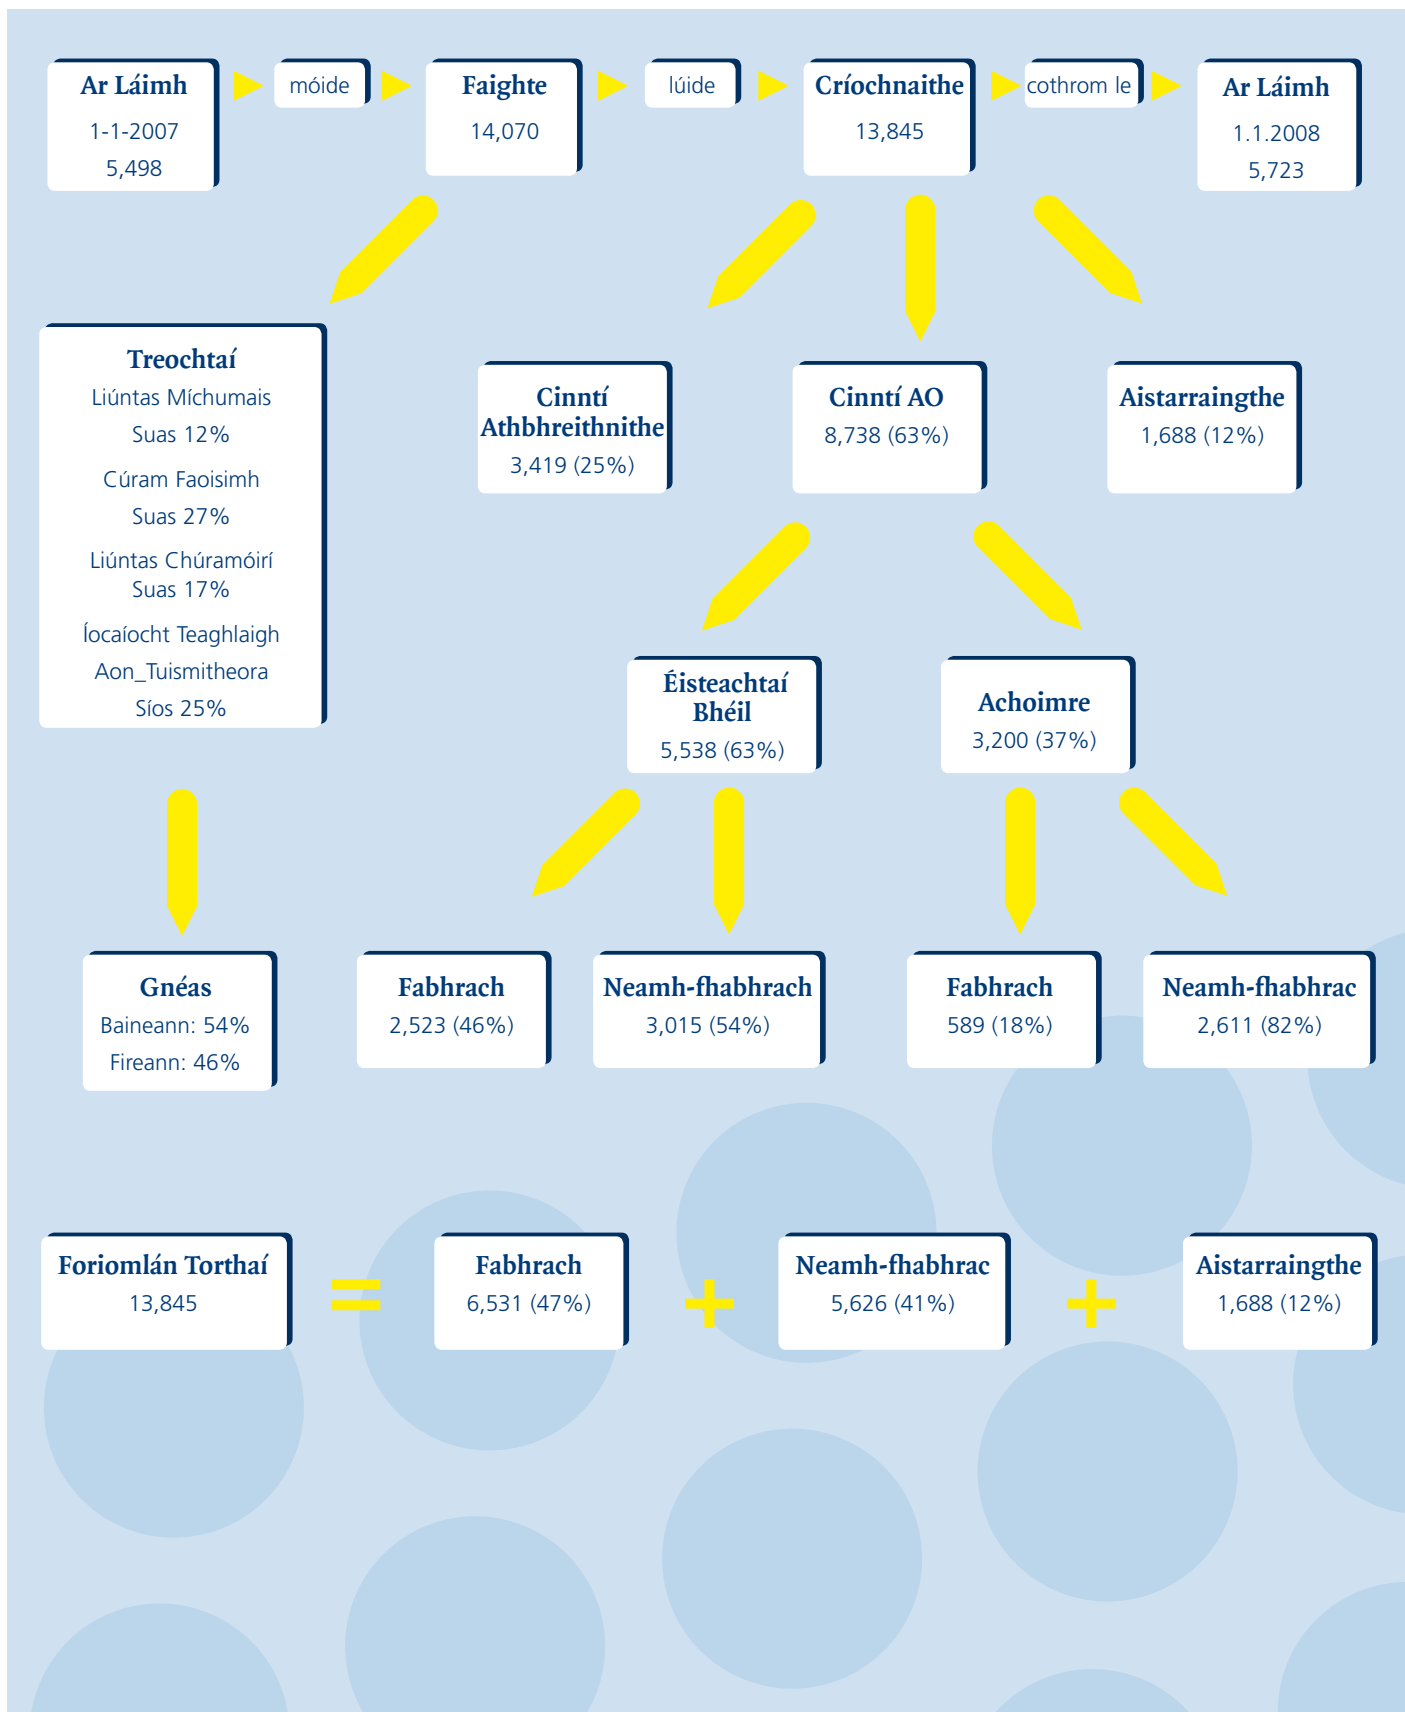 Ar Láimh
1-1-2007
5,498
móide
Faighte
14,070
lúide
Críochnaithe
13,845
cothrom le
Ar Láimh
1.1.2008
5,723
Treochtaí
Liúntas Míchumais
Suas 12%
Cúram Faoisimh
Suas 27%
Liúntas Chúramóirí
Suas 17%
Íocaíocht Teaghlaigh
Aon_Tuismitheora
Síos 25%
Cinntí
Athbhreithnithe
3,419 (25%)
Cinntí AO
8,738 (63%)
Aistarraingthe
1,688 (12%)
Éisteachtaí
Bhéil
5,538 (63%)
Achoimre
3,200 (37%)
Gnéas
Baineann: 54%
Fireann: 46%
Fabhrach
2,523 (46%)
Neamh-fhabhrach
3,015 (54%)
Fabhrach
589 (18%)
Neamh-fhabhrac
2,611 (82%)
Foriomlán Torthaí
13,845
=
Fabhrach
6,531 (47%)
+
Neamh-fhabhrac
5,626 (41%)
+
Aistarraingthe
1,688 (12%)